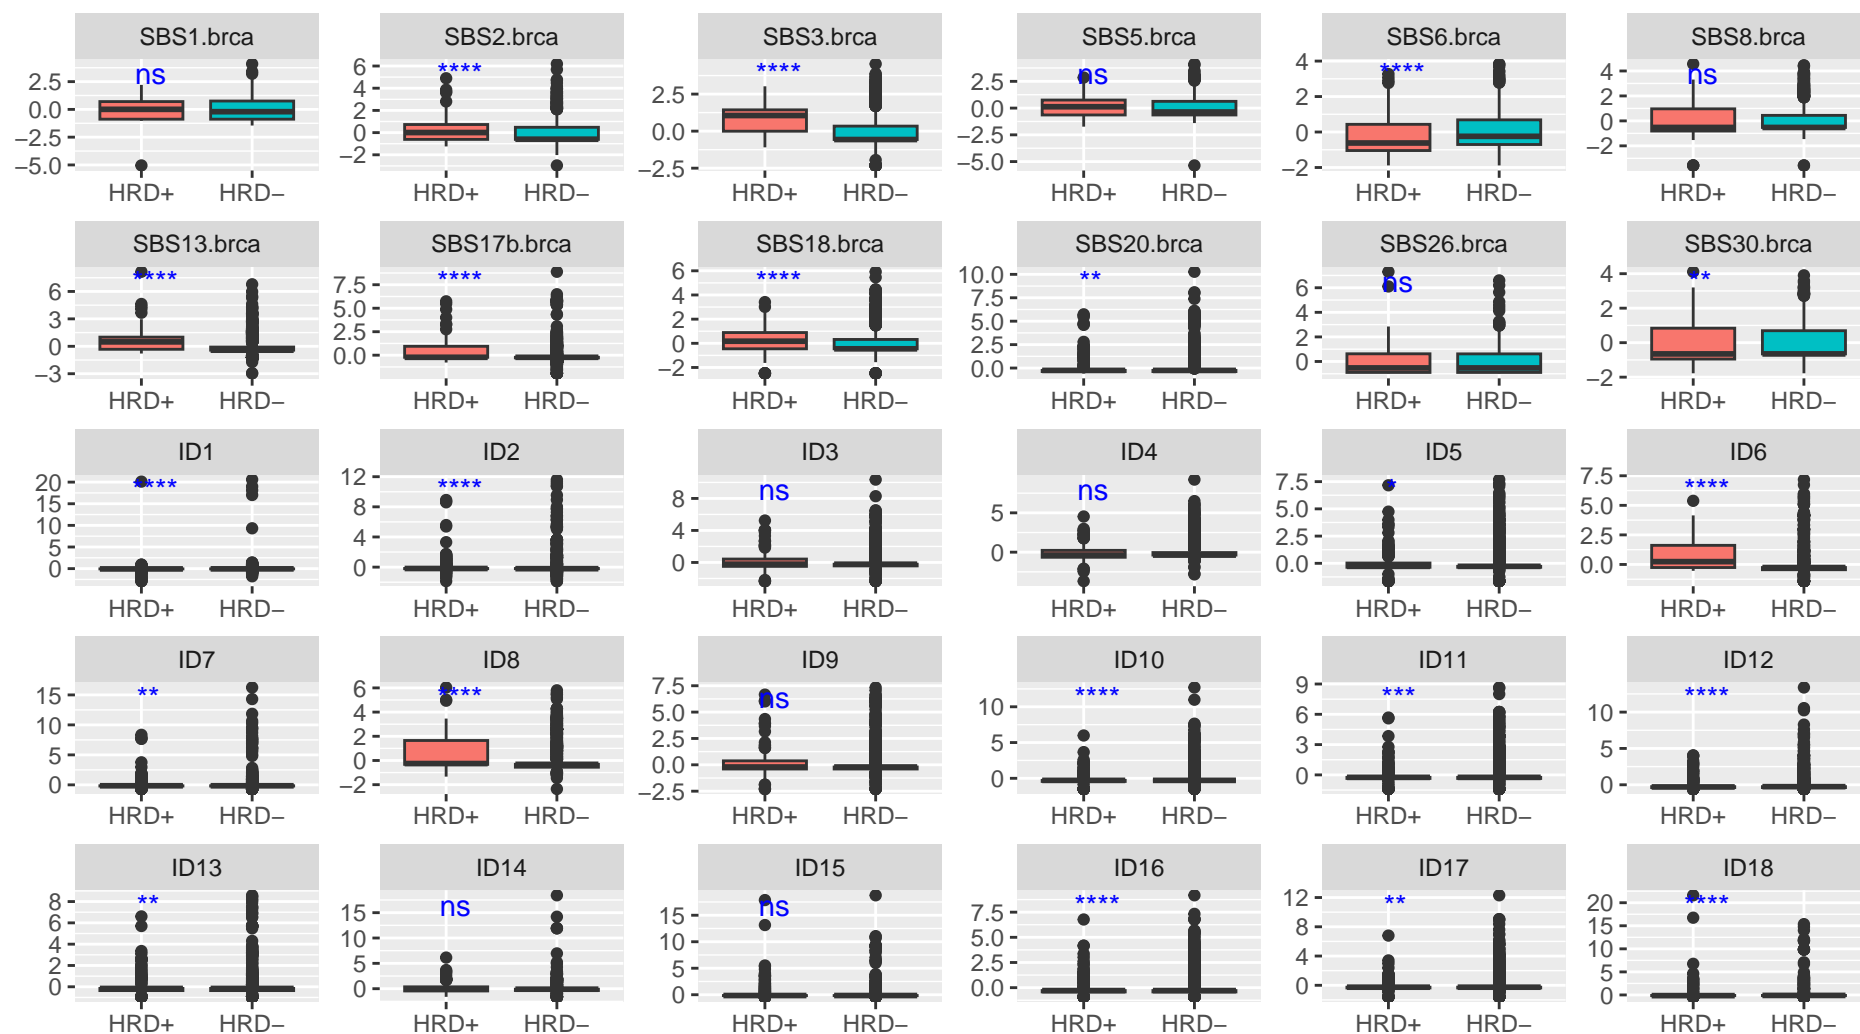 SBS1.brca SBS2.brca SBS3.brca SBS5.brca SBS6.brca SBS8.brca
ns **** **** ns **** ns
2.5 0.0 −2.5 −5.0
6 4 2 0 −2
2.5 0.0 −2.5
2.5 0.0 −2.5 −5.0
4 2 0 −2
4 2 0 −2
HRD+ HRD− HRD+ HRD− HRD+ HRD− HRD+ HRD− HRD+ HRD− HRD+ HRD−
SBS13.brca SBS17b.brca SBS18.brca SBS20.brca SBS26.brca SBS30.brca
**** **** **** ** ns **
6 3 0 −3
7.5 5.0 2.5 0.0
6 4 2 0 −2
10.0 7.5 5.0 2.5 0.0
6 4 2 0
4 2 0 −2
HRD+ HRD− HRD+ HRD− HRD+ HRD− HRD+ HRD− HRD+ HRD− HRD+ HRD−
ID1 ID2 ID3 ID4 ID5 ID6
**** **** ns ns * ****
20 15 10 5 0
12 8 4 0
8 4 0
5 0
7.5 5.0 2.5 0.0
7.5 5.0 2.5 0.0
HRD+ HRD− HRD+ HRD− HRD+ HRD− HRD+ HRD− HRD+ HRD− HRD+ HRD−
ID7 ID8 ID9 ID10 ID11 ID12
** **** ns **** *** ****
15 10 5 0
6 4 2 0 −2
7.5 5.0 2.5 0.0 −2.5
10 5 0
9 6 3 0
10 5 0
HRD+ HRD− HRD+ HRD− HRD+ HRD− HRD+ HRD− HRD+ HRD− HRD+ HRD−
ID13 ID14 ID15 ID16 ID17 ID18
** ns ns **** ** ****
8 6 4 2 0
15 10 5 0
15 10 5 0
7.5 5.0 2.5 0.0
12 8 4 0
20 15 10 5 0
HRD+ HRD− HRD+ HRD− HRD+ HRD− HRD+ HRD− HRD+ HRD− HRD+ HRD−